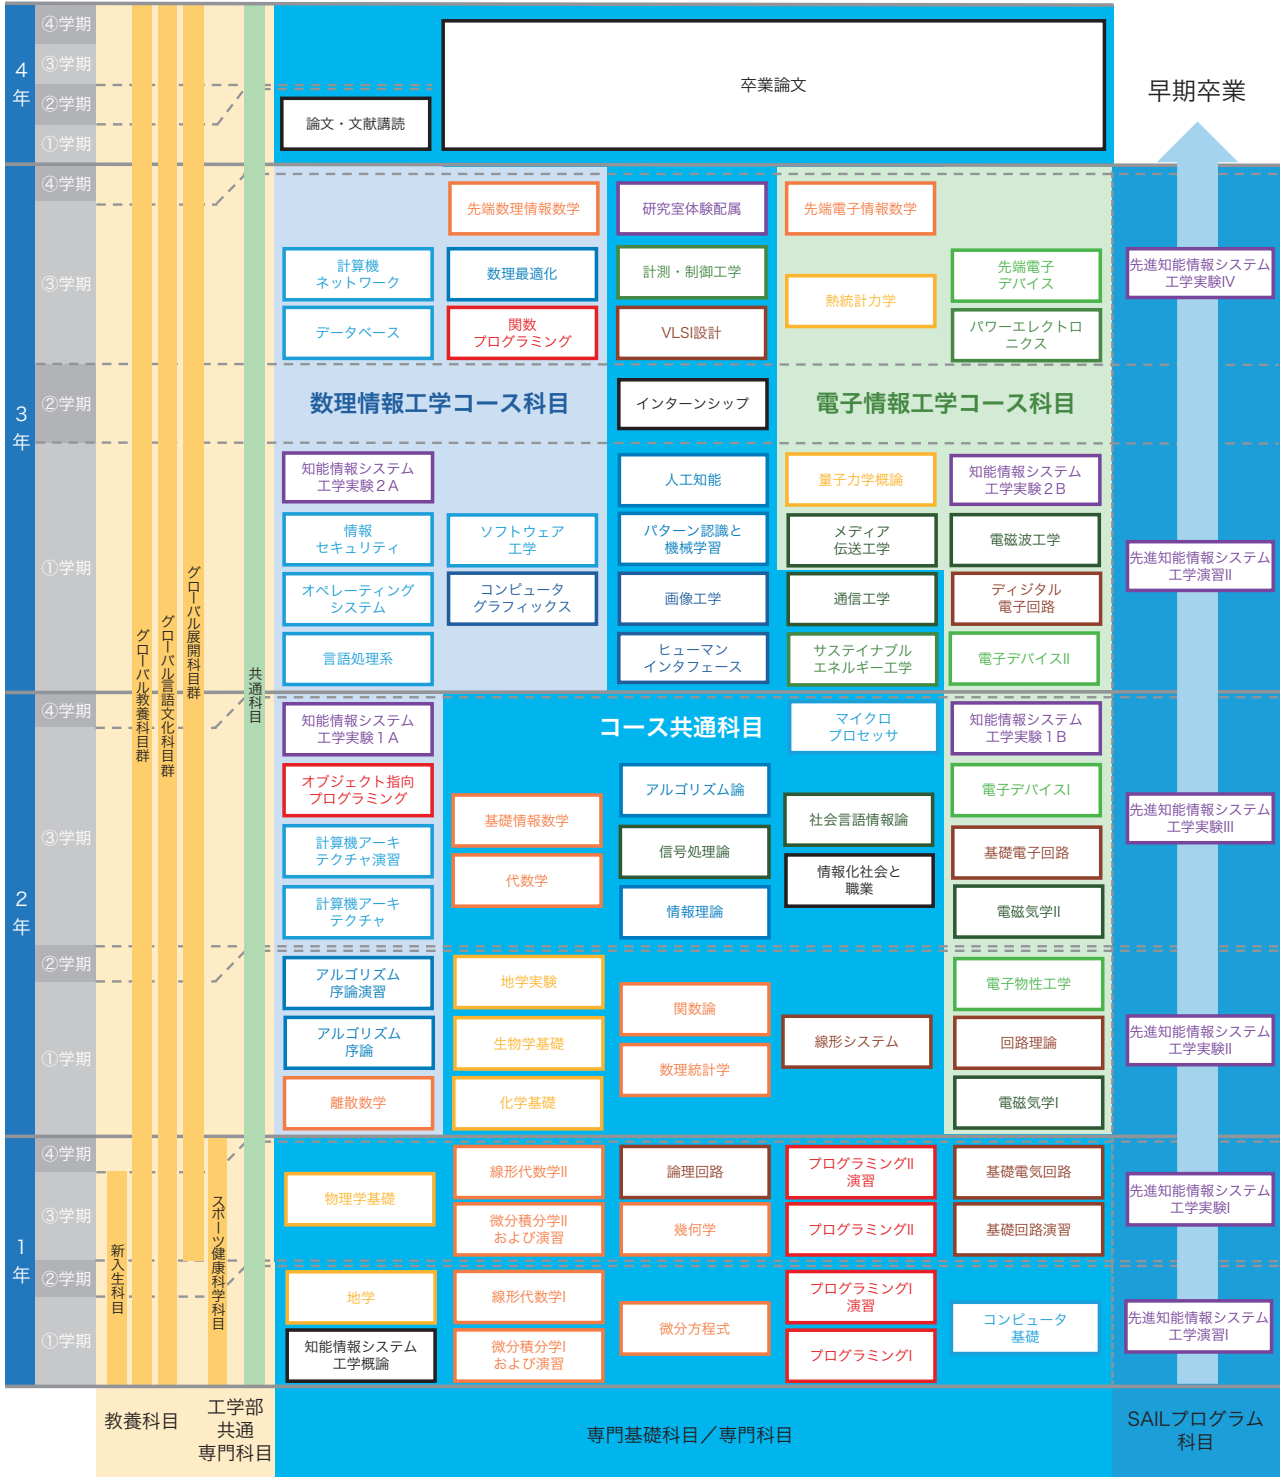 4
年
④学期
③学期
②学期
①学期
卒業論文
論文・文献講読
早期卒業
3
年
④学期
③学期
②学期
①学期
先端数理情報数学
研究室体験配属
先端電子情報数学
計算機
ネットワーク
数理最適化
計測・制御工学
熱統計力学
先端電子
デバイス
先進知能情報システム
工学実験Ⅳ
データベース
関数
プログラミング
VLSI設計
パワーエレクトロ
ニクス
数理情報工学コース科目
インターンシップ
電子情報工学コース科目
知能情報システム
工学実験2A
人工知能
量子力学概論
知能情報システム
工学実験2B
情報
セキュリティ
ソフトウェア
工学
パターン認識と
機械学習
メディア
伝送工学
電磁波工学
先進知能情報システム
工学演習Ⅱ
オペレーティング
システム
コンピュータ
グラフィックス
画像工学
通信工学
ディジタル
電子回路
言語処理系
ヒューマン
インタフェース
サステイナブル
エネルギー工学
電子デバイスⅡ
グローバル教養科目群
グローバル言語文化科目群
グローバル展開科目群
共通科目
2
年
④学期
③学期
②学期
①学期
知能情報システム
工学実験1A
コース共通科目
マイクロ
プロセッサ
知能情報システム
工学実験1B
オブジェクト指向
プログラミング
基礎情報数学
アルゴリズム論
社会言語情報論
電子デバイスⅠ
先進知能情報システム
工学実験Ⅲ
計算機アーキ
テクチャ演習
代数学
信号処理論
情報化社会と
職業
基礎電子回路
計算機アーキ
テクチャ
情報理論
電磁気学Ⅱ
アルゴリズム
序論演習
地学実験
関数論
電子物性工学
アルゴリズム
序論
生物学基礎
数理統計学
線形システム
回路理論
先進知能情報システム
工学実験Ⅱ
離散数学
化学基礎
電磁気学Ⅰ
1
年
④学期
③学期
②学期
①学期
新入生科目
スポーツ健康科学科目
物理学基礎
線形代数学Ⅱ
論理回路
プログラミングⅡ
演習
基礎電気回路
先進知能情報システム
工学実験Ⅰ
微分積分学Ⅱ
および演習
幾何学
プログラミングⅡ
基礎回路演習
地学
線形代数学Ⅰ
微分方程式
プログラミングⅠ
演習
コンピュータ
基礎
先進知能情報システム
工学演習Ⅰ
知能情報システム
工学概論
微分積分学Ⅰ
および演習
プログラミングⅠ
教養科目
工学部
共通
専門科目
専門基礎科目／専門科目
SAILプログラム
科目